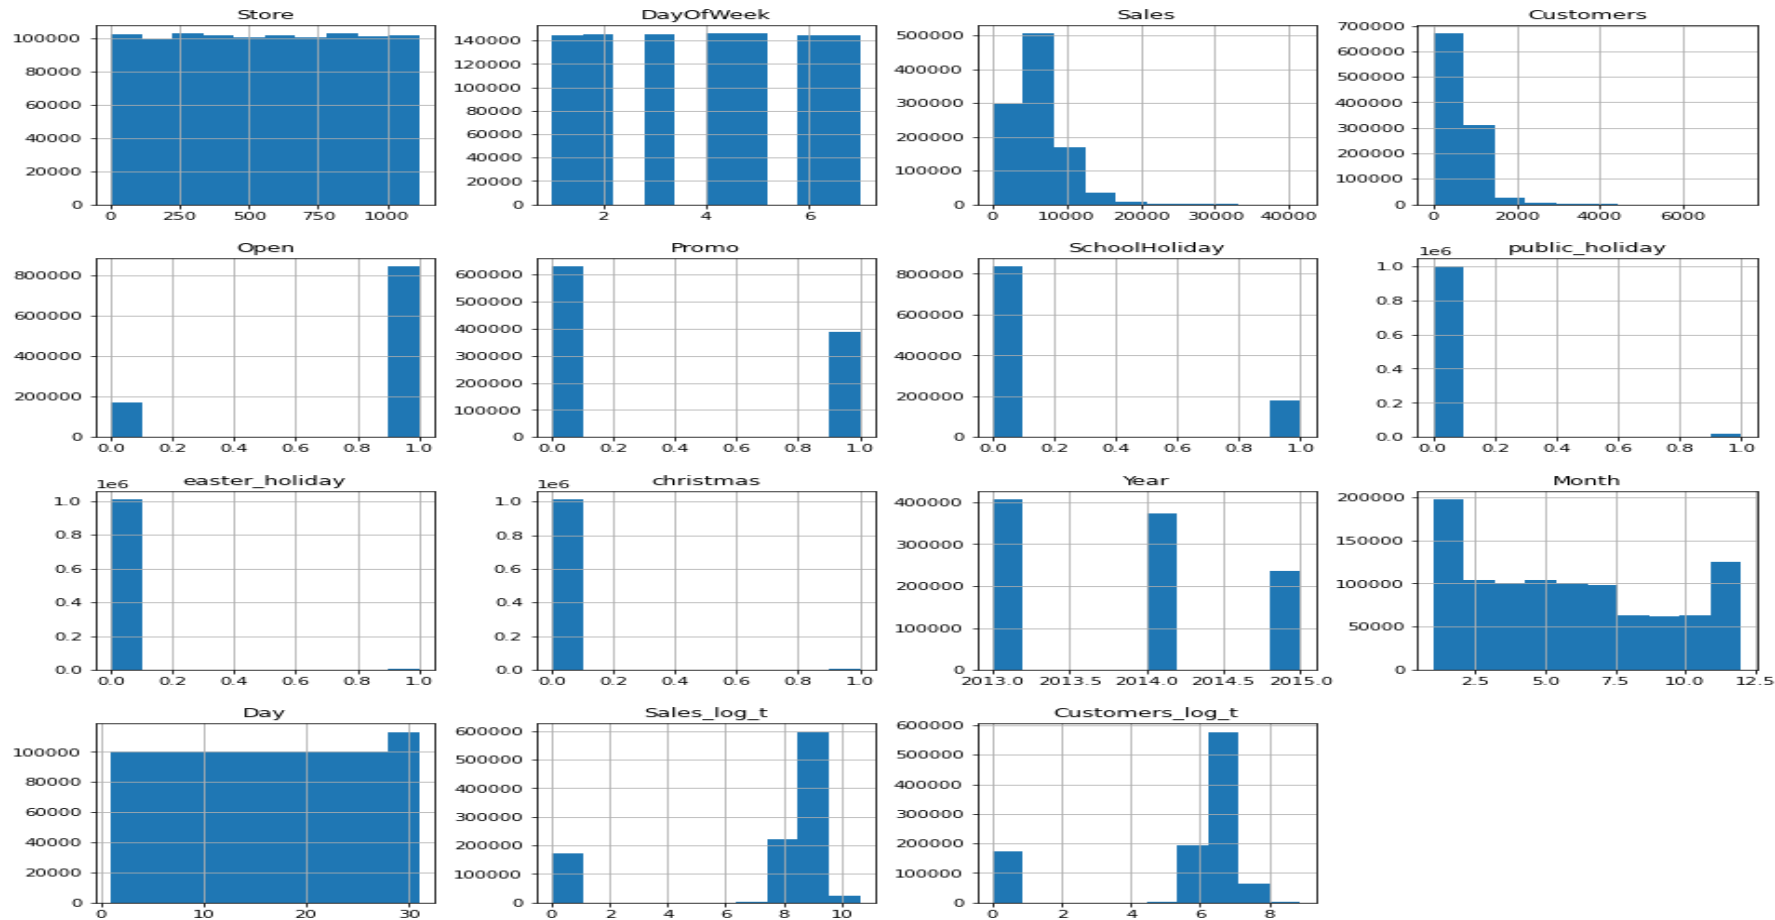 Store DayOfWeek Sales Customers
100000 80000 60000 40000 20000 0
0 250 500 750 1000
140000 120000 100000 80000 60000 40000 20000 0
2 4 6
500000 400000 300000 200000 100000 0
0 10000 20000 30000 40000
700000 600000 500000 400000 300000 200000 100000 0
0 2000 4000 6000
Open Promo SchoolHoliday public_holiday
800000 600000 400000 200000 0
0.0 0.2 0.4 0.6 0.8 1.0
600000 500000 400000 300000 200000 100000 0
0.0 0.2 0.4 0.6 0.8 1.0
800000 600000 400000 200000 0
0.0 0.2 0.4 0.6 0.8 1.0
1e6
1.0 0.8 0.6 0.4 0.2 0.0
0.0 0.2 0.4 0.6 0.8 1.0
easter_holiday christmas Year Month
1e6
1.0 0.8 0.6 0.4 0.2 0.0
0.0 0.2 0.4 0.6 0.8 1.0
1e6
1.0 0.8 0.6 0.4 0.2 0.0
0.0 0.2 0.4 0.6 0.8 1.0
400000 300000 200000 100000 0
2013.0 2013.5 2014.0 2014.5 2015.0
200000 150000 100000 50000 0
2.5 5.0 7.5 10.0 12.5
Day Sales_log_t Customers_log_t
100000 80000 60000 40000 20000 0
0 10 20 30
600000 500000 400000 300000 200000 100000 0
0 2 4 6 8 10
600000 500000 400000 300000 200000 100000 0
0 2 4 6 8